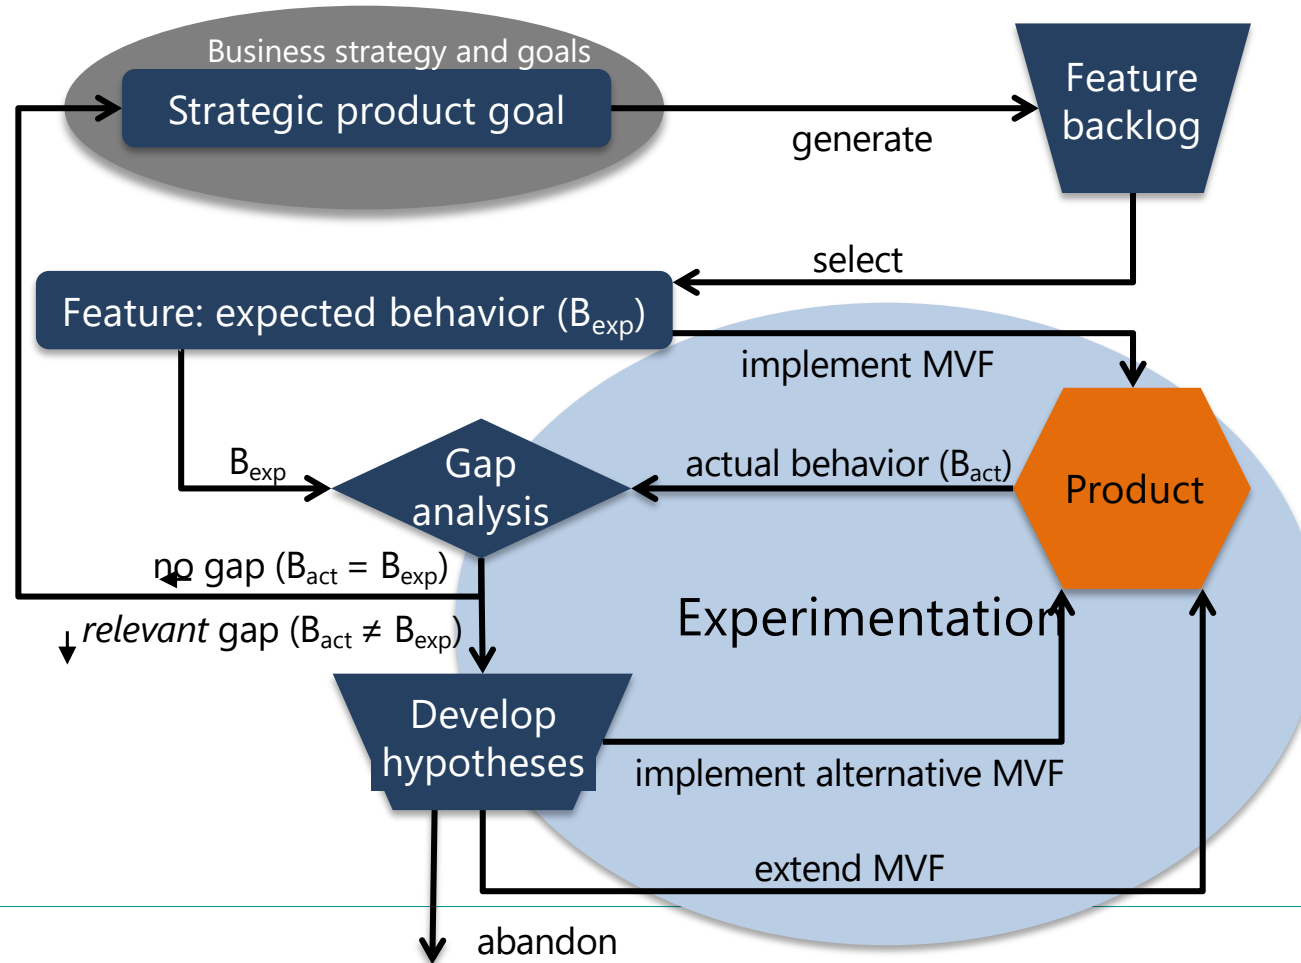 Business strategy and goals
Strategic product goal
Feature
backlog
generate
select
Feature: expected behavior (Bexp)
implement MVF
Bexp
Gap
analysis
actual behavior (Bact)
Product
no gap (Bact = Bexp)
relevant gap (Bact ≠ Bexp)
Experimentation
Develop
hypotheses
implement alternative MVF
extend MVF
abandon